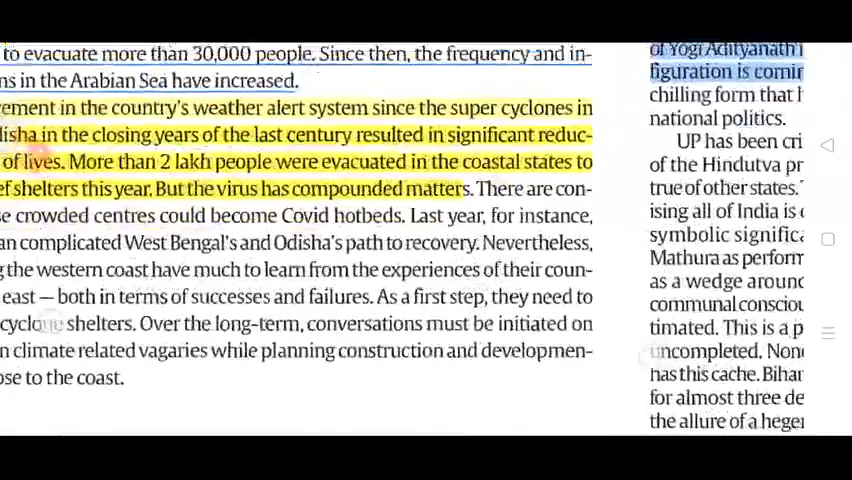 to evacuate more than 30,000 people. Since then, the frequency and in-
ns in the Arabian Sea have increased.
ement in the country's weather alert system since the super cyclones in
isha in the closing years of the last century resulted in significant reduc-
of lives. More than 2 lakh people were evacuated in the coastal states to
ef shelters this year. But the virus has compounded matters. There are con-
se crowded centres could become Covid hotbeds. Last year, for instance,
an complicated West Bengal's and Odisha's path to recovery. Nevertheless,
g the western coast have much to learn from the experiences of their coun-
east — both in terms of successes and failures. As a first step, they need to
cyclone shelters. Over the long-term, conversations must be initiated on
n climate related vagaries while planning construction and developmen-
ose to the coast.
of Yogi Adityanath
figuration is comin
chilling form that h
national politics.
UP has been cri
of the Hindutva pr
true of other states.
ising all of India is
symbolic significa
Mathura as perform
as a wedge around
communal consciou
timated. This is a p
uncompleted. None
has this cache. Bihar
for almost three de
the allure of a hege